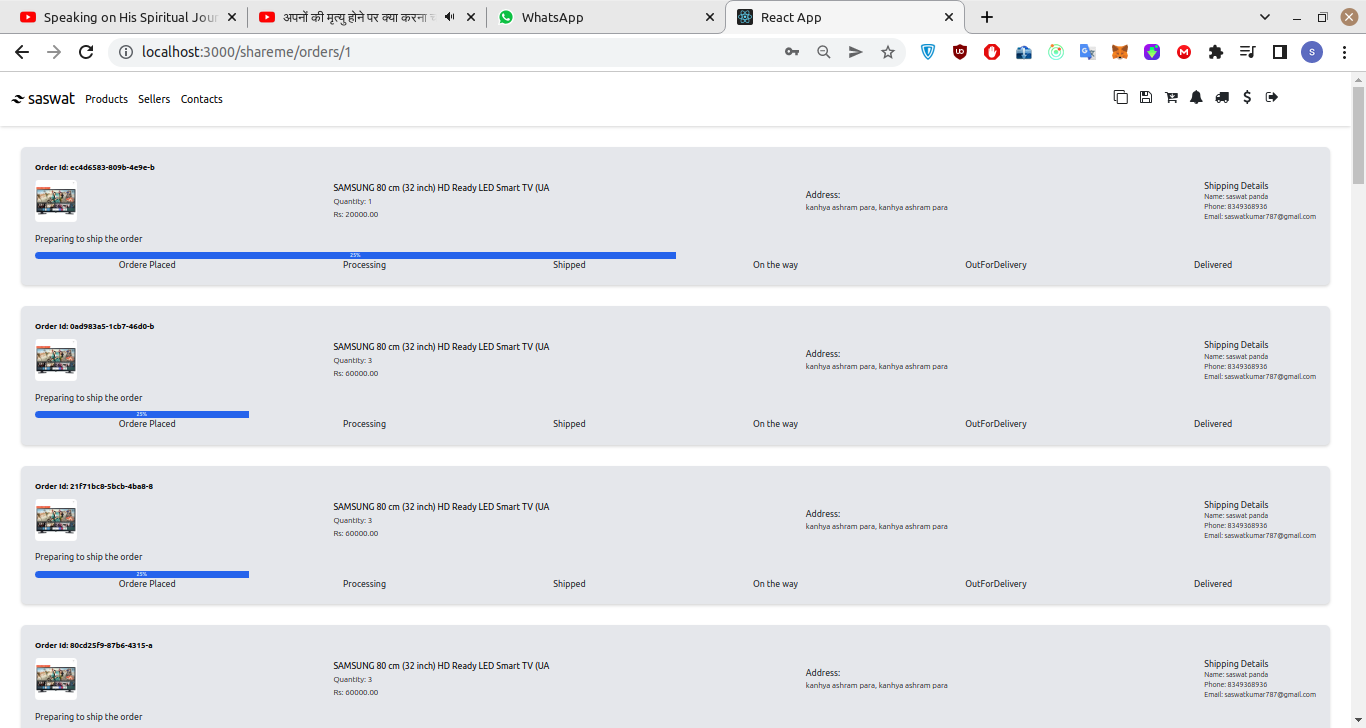 Speaking on His Spiritual Jour
अपनों की मृत्यु होने पर क्या करना च
WhatsApp
React App
localhost:3000/shareme/orders/1
S
saswat Products Sellers Contacts
Order Id: ec4d6583-809b-4e9e-b
SAMSUNG 80 cm (32 inch) HD Ready LED Smart TV (UA
Quantity: 1
Rs: 20000.00
Address:
kanhya ashram para, kanhya ashram para
Shipping Details
Name: saswat panda
Phone: 8349368936
Email: saswatkumar787@gmail.com
Preparing to ship the order
25%
Ordere Placed Processing Shipped On the way OutForDelivery Delivered
Order Id: 0ad983a5-1cb7-46d0-b
SAMSUNG 80 cm (32 inch) HD Ready LED Smart TV (UA
Quantity: 3
Rs: 60000.00
Address:
kanhya ashram para, kanhya ashram para
Shipping Details
Name: saswat panda
Phone: 8349368936
Email: saswatkumar787@gmail.com
Preparing to ship the order
25%
Ordere Placed Processing Shipped On the way OutForDelivery Delivered
Order Id: 21f71bc8-5bcb-4ba8-8
SAMSUNG 80 cm (32 inch) HD Ready LED Smart TV (UA
Quantity: 3
Rs: 60000.00
Address:
kanhya ashram para, kanhya ashram para
Shipping Details
Name: saswat panda
Phone: 8349368936
Email: saswatkumar787@gmail.com
Preparing to ship the order
25%
Ordere Placed Processing Shipped On the way OutForDelivery Delivered
Order Id: 80cd25f9-87b6-4315-a
SAMSUNG 80 cm (32 inch) HD Ready LED Smart TV (UA
Quantity: 3
Rs: 60000.00
Address:
kanhya ashram para, kanhya ashram para
Shipping Details
Name: saswat panda
Phone: 8349368936
Email: saswatkumar787@gmail.com
Preparing to ship the order